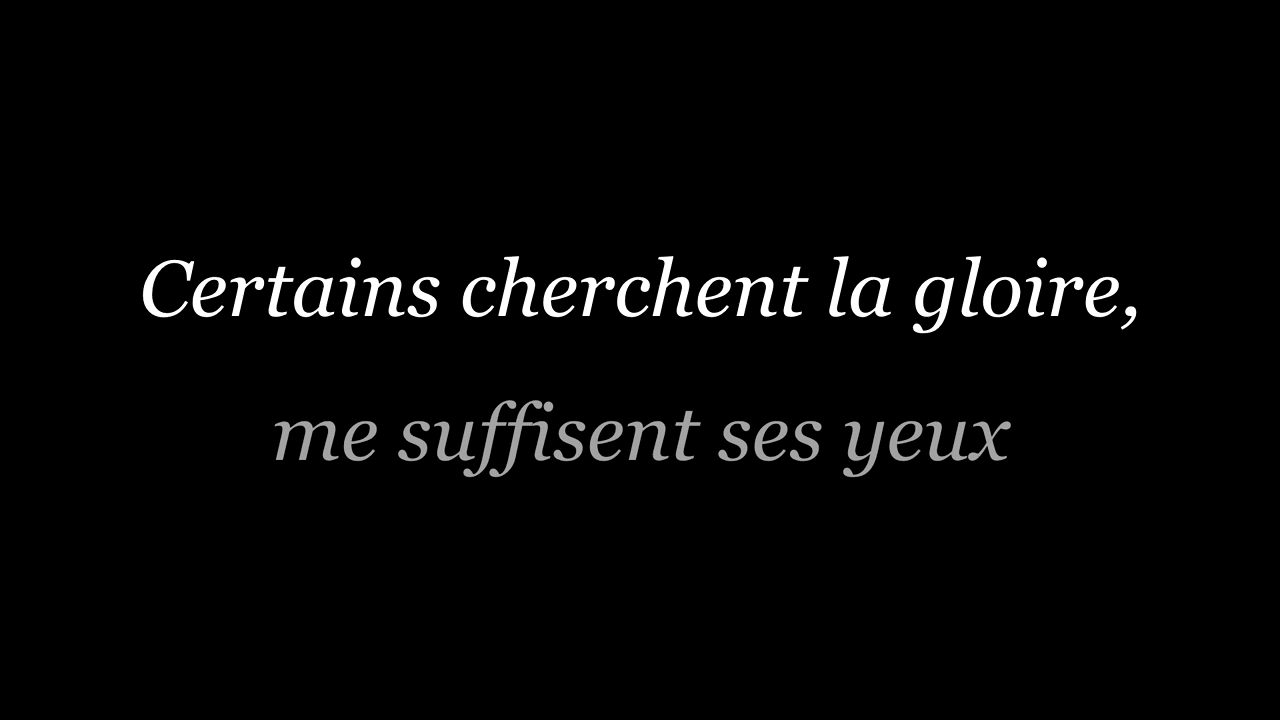 Certains cherchent la gloire,
me suffisent ses yeux